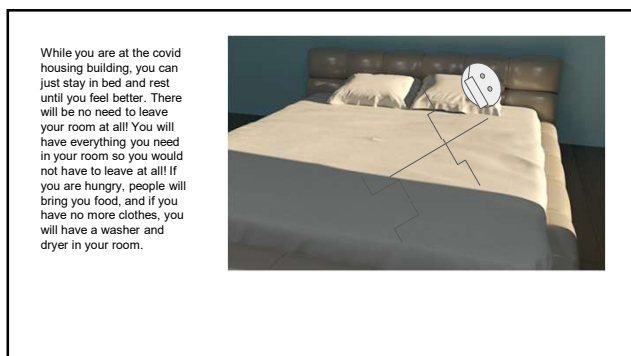 While you are at the covid
housing building, you can
just stay in bed and rest
until you feel better. There
will be no need to leave
your room at all! You will
have everything you need
in your room so you would
not have to leave at all! If
you are hungry, people will
bring you food, and if you
have no more clothes, you
will have a washer and
dryer in your room.